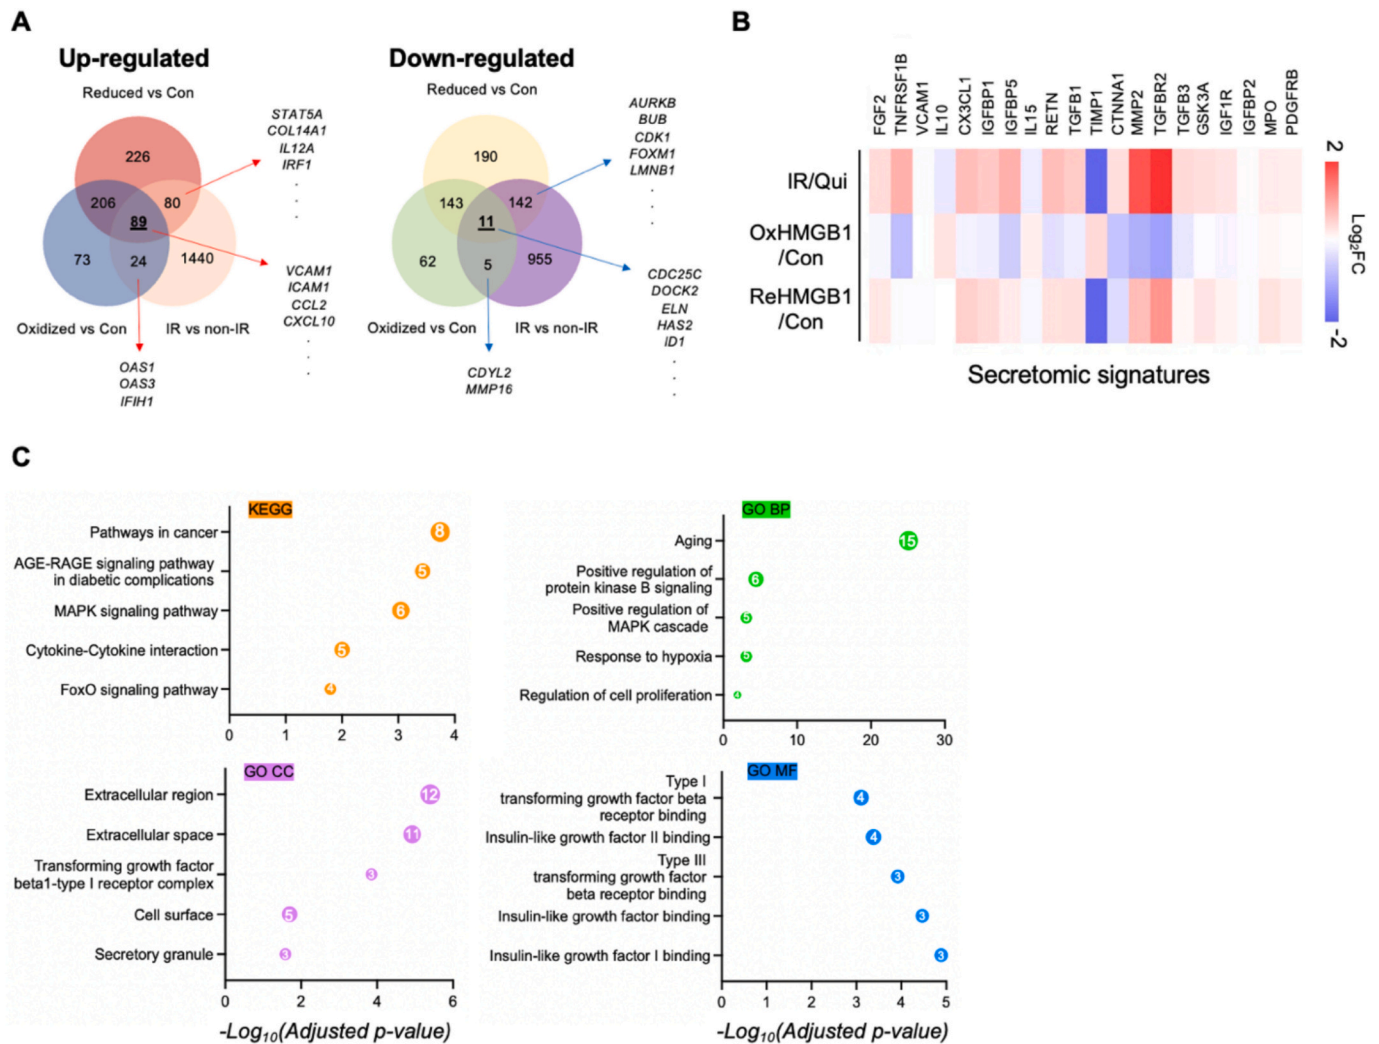 A
Up-regulated
Reduced vs Con
226
206
80
89
73
24
1440
Oxidized vs Con
IR vs non-IR
STAT5A
COL14A1
IL12A
IRF1
.
.
.
VCAM1
ICAM1
CCL2
CXCL10
.
.
.
OAS1
OAS3
IFIH1
Down-regulated
Reduced vs Con
190
143
142
11
62
5
955
Oxidized vs Con
IR vs non-IR
AURKB
BUB
CDK1
FOXM1
LMNB1
.
.
.
CDC25C
DOCK2
ELN
HAS2
ID1
.
.
.
CDYL2
MMP16
B
FGF2
TNFRSF1B
VCAM1
IL10
CX3CL1
IGFBP1
IGFBP5
IL15
RETN
TGFB1
TIMP1
CTNNA1
MMP2
TGFBR2
TGFB3
GSK3A
IGF1R
IGFBP2
MPO
PDGFRB
IR/Qui
OxHMGB1
/Con
ReHMGB1
/Con
2
Log2FC
-2
Secretomic signatures
C
KEGG
Pathways in cancer
8
AGE-RAGE signaling pathway
in diabetic complications
5
MAPK signaling pathway
6
Cytokine-Cytokine interaction
5
FoxO signaling pathway
4
0 1 2 3 4
GO BP
Aging
15
Positive regulation of
protein kinase B signaling
6
Positive regulation of
MAPK cascade
5
Response to hypoxia
5
Regulation of cell proliferation
4
0 10 20 30
GO CC
Extracellular region
12
Extracellular space
11
Transforming growth factor
beta1-type I receptor complex
3
Cell surface
5
Secretory granule
3
0 2 4 6
-Log10(Adjusted p-value)
GO MF
Type I
transforming growth factor beta
receptor binding
4
Insulin-like growth factor II binding
4
Type III
transforming growth factor
beta receptor binding
3
Insulin-like growth factor binding
3
Insulin-like growth factor I binding
3
0 1 2 3 4 5
-Log10(Adjusted p-value)